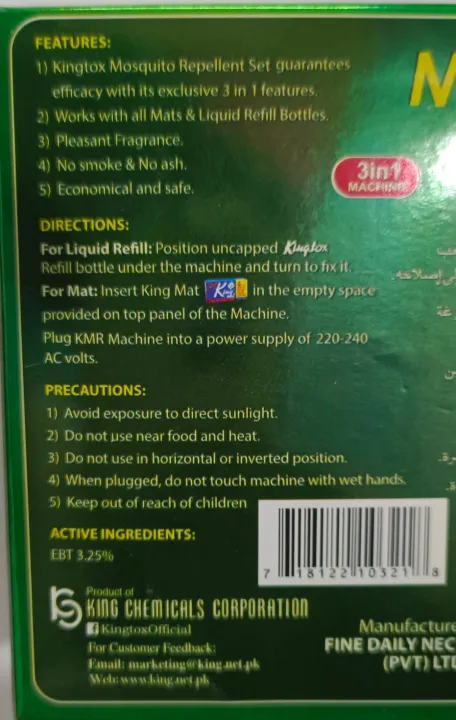 FEATURES:
1) Kingtox Mosquito Repellent Set guarantees
efficacy with its exclusive 3 in 1 features.
2) Works with all Mats & Liquid Refill Bottles.
3) Pleasant Fragrance.
4) No smoke & No ash.
5) Economical and safe.
3in1
MACHINE
DIRECTIONS:
For Liquid Refill: Position uncapped Kingtox
Refill bottle under the machine and turn to fix it.
For Mat: Insert King Mat King in the empty space
provided on top panel of the Machine.
Plug KMR Machine into a power supply of 220-240
AC volts.
PRECAUTIONS:
1) Avoid exposure to direct sunlight.
2) Do not use near food and heat.
3) Do not use in horizontal or inverted position.
4) When plugged, do not touch machine with wet hands.
5) Keep out of reach of children
ACTIVE INGREDIENTS:
EBT 3.25%
7 18122 10321 8
Product of
KING CHEMICALS CORPORATION
KingtoxOfficial
For Customer Feedback:
Email: marketing@king.net.pk
Web: www.king.net.pk
Manufacture
FINE DAILY NEC
(PVT) LTD